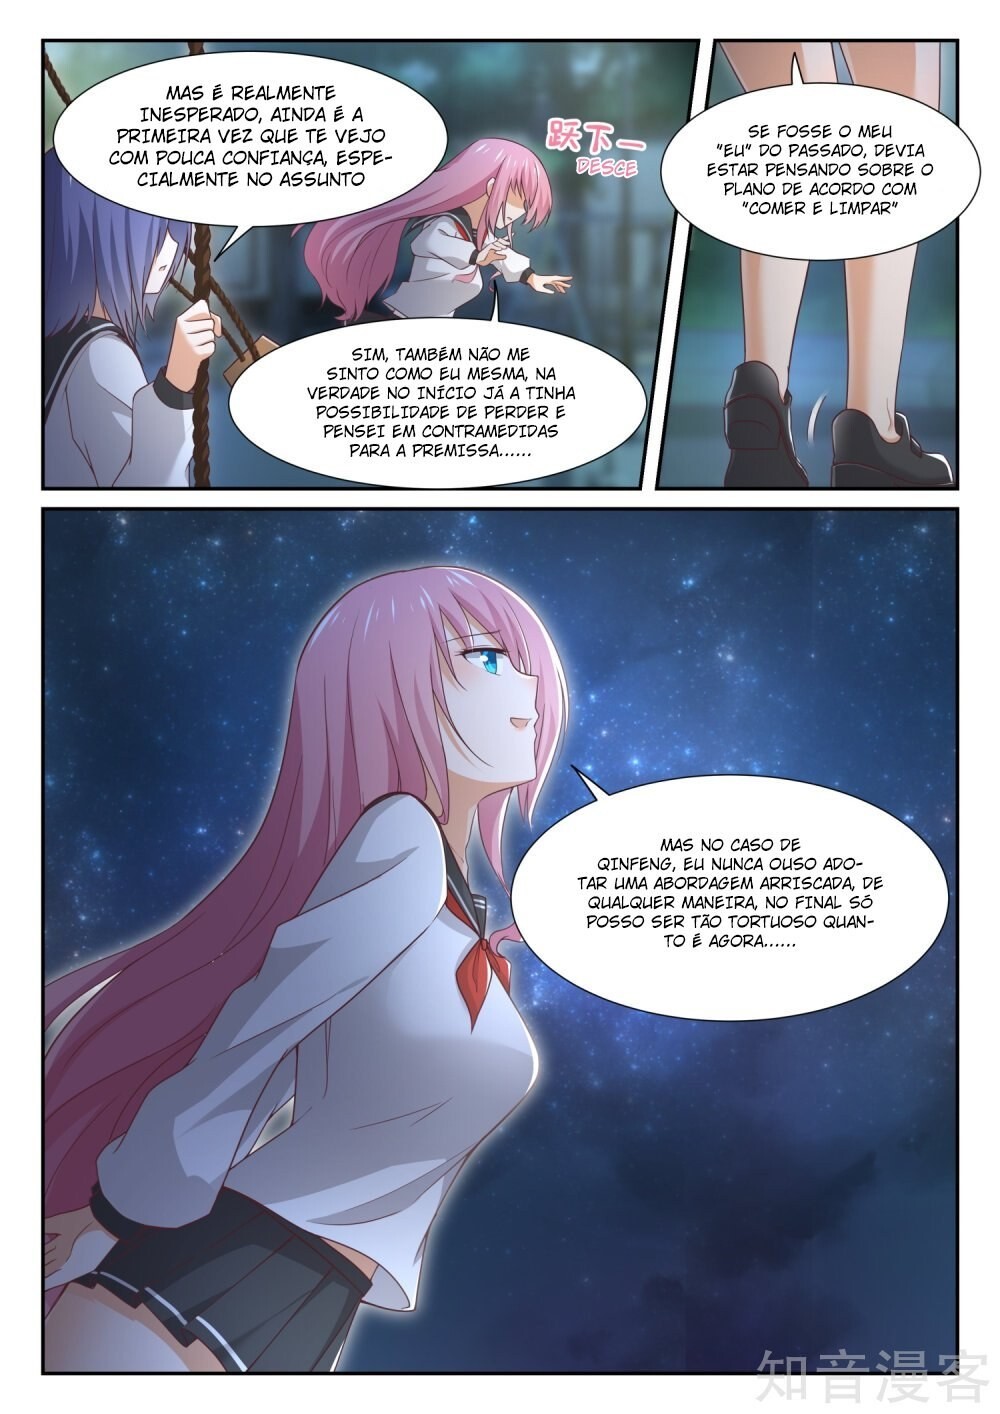 MAS É REALMENTE
INESPERADO, AINDA É A
PRIMEIRA VEZ QUE TE VEJO
COM POUCA CONFIANÇA, ESPE-
CIALMENTE NO ASSUNTO
跃下一
DESCE
SIM, TAMBÉM NÃO ME
SINTO COMO EU MESMA, NA
VERDADE NO INÍCIO JÁ A TINHA
POSSIBILIDADE DE PERDER E
PENSEI EM CONTRAMEDIDAS
PARA A PREMISSA......
SE FOSSE O MEU
"EU" DO PASSADO, DEVIA
ESTAR PENSANDO SOBRE O
PLANO DE ACORDO COM
"COMER E LIMPAR"
MAS NO CASO DE
QINFENG, EU NUNCA OUSO ADO-
TAR UMA ABORDAGEM ARRISCADA, DE
QUALQUER MANEIRA, NO FINAL SÓ
POSSO SER TÃO TORTUOSO QUAN-
TO É AGORA......
知音漫客